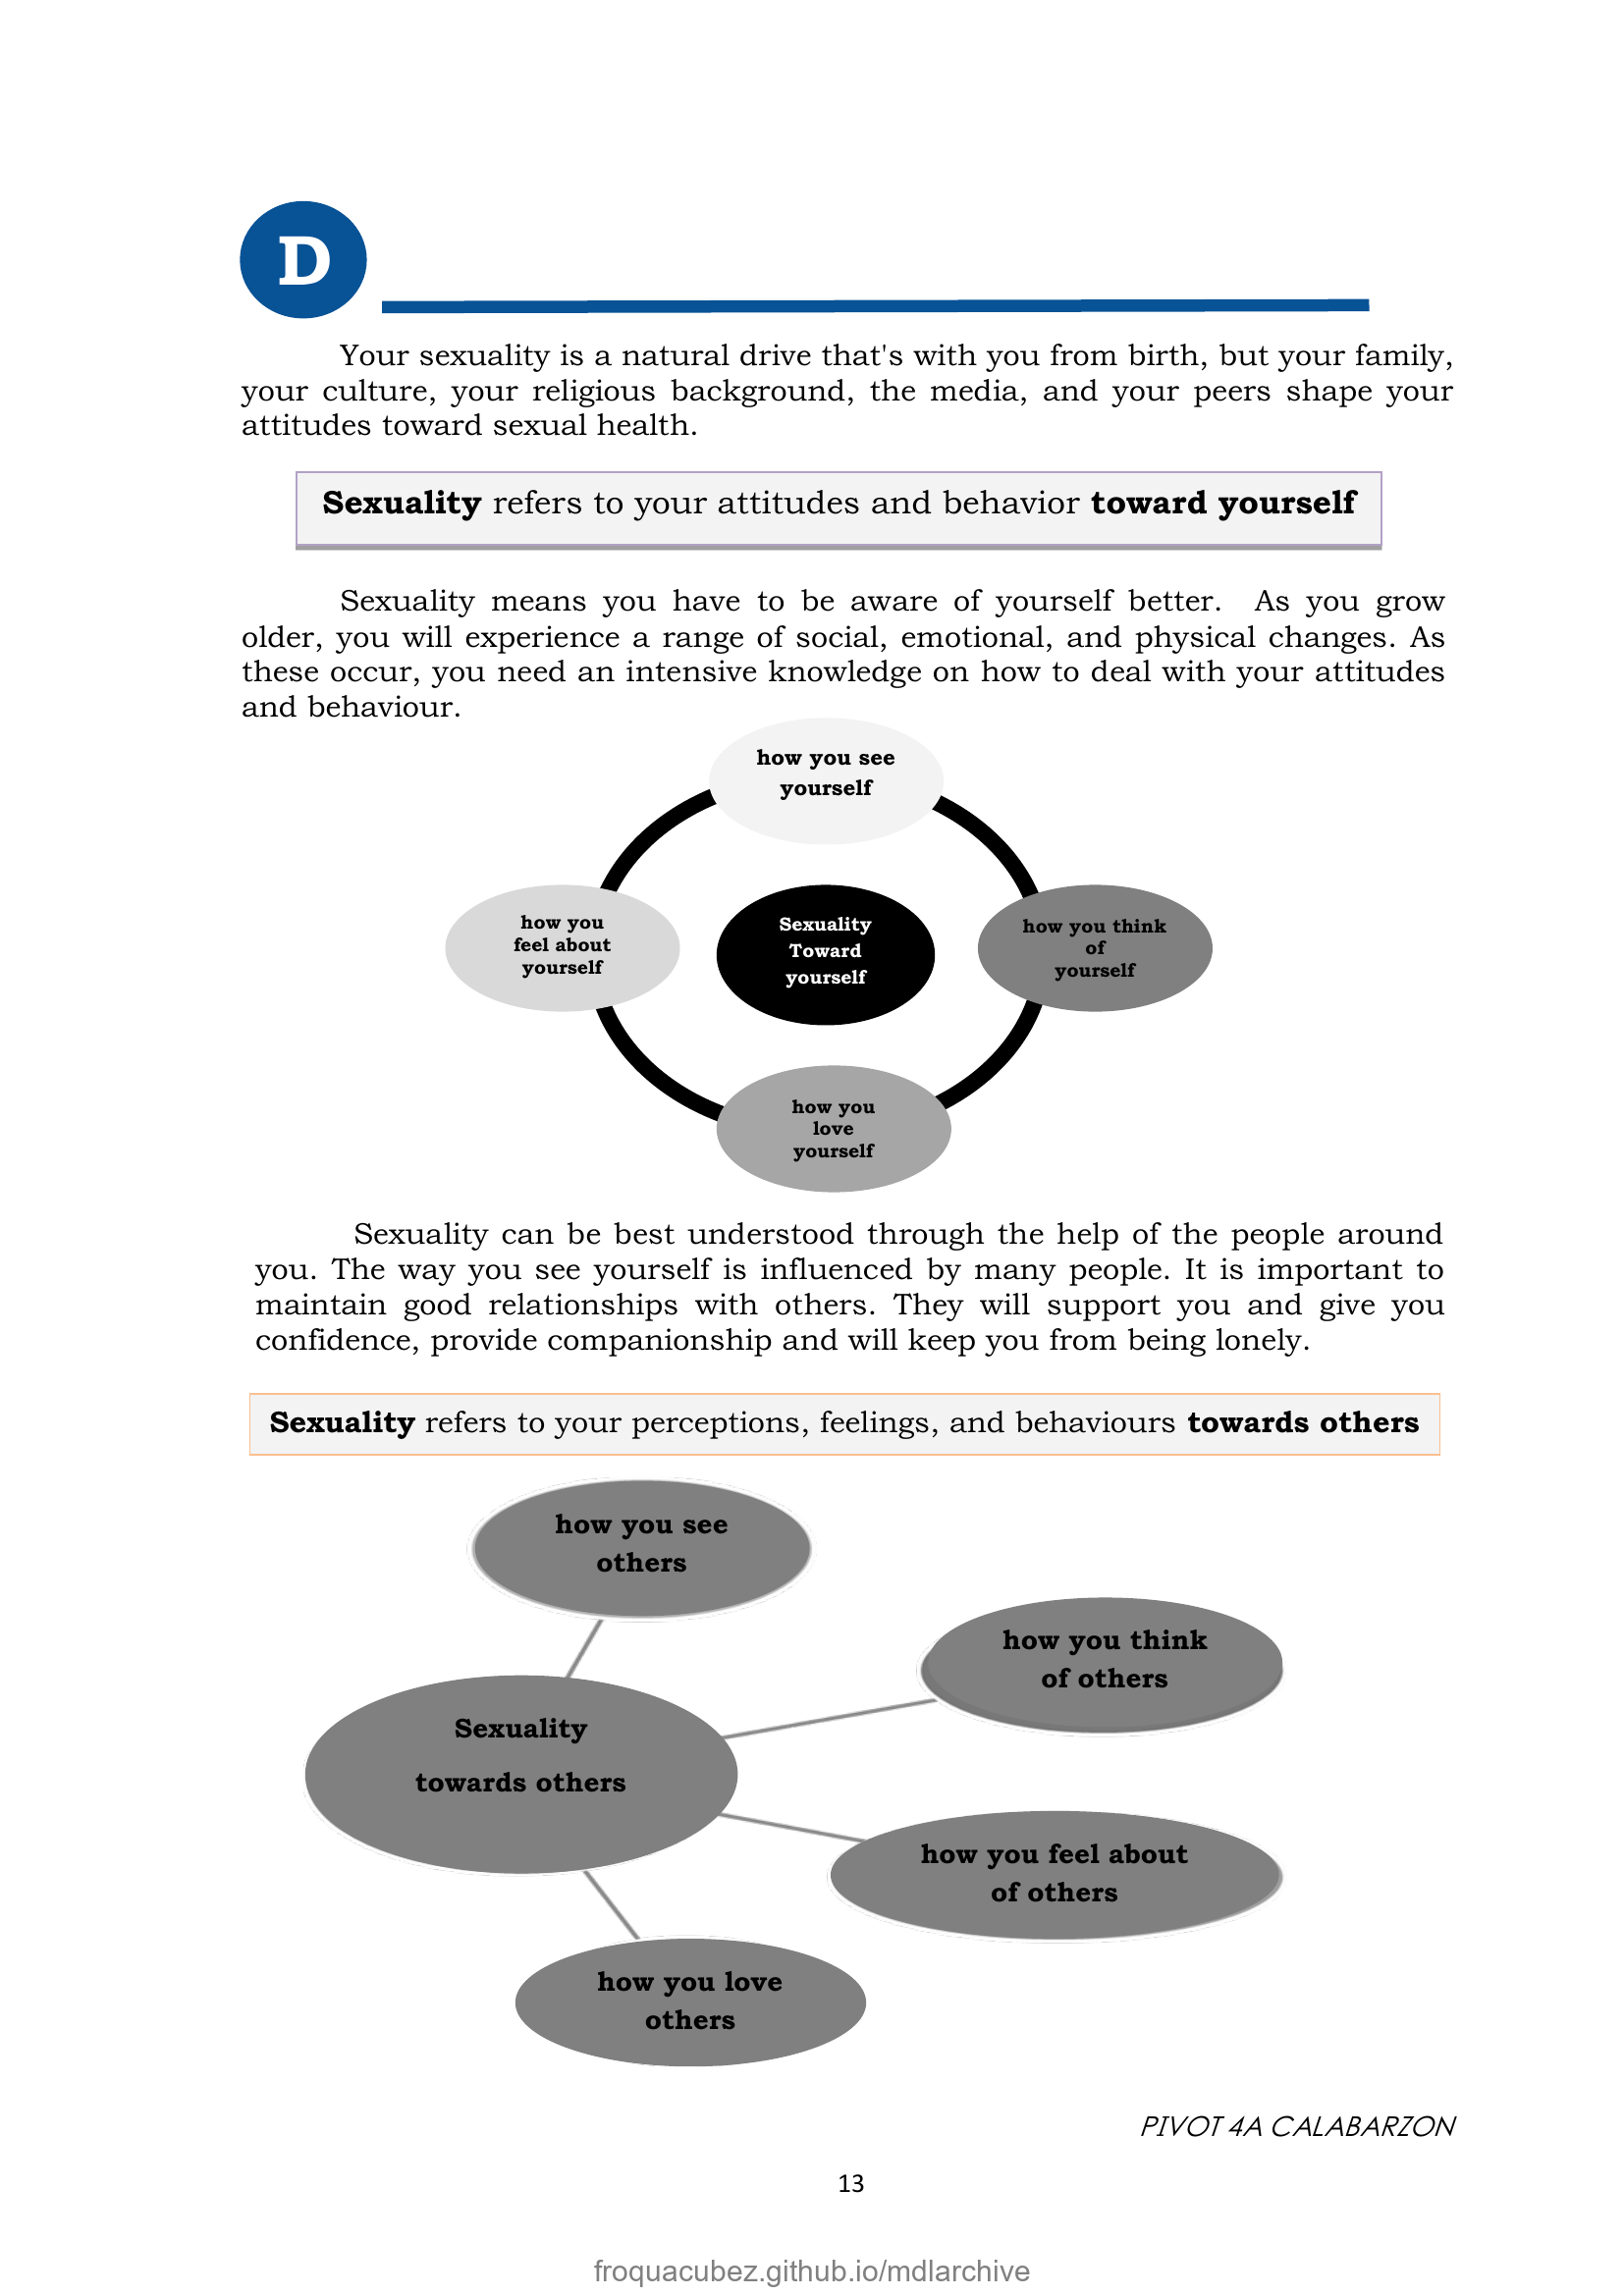 D
Your sexuality is a natural drive that's with you from birth, but your family,
your culture, your religious background, the media, and your peers shape your
attitudes toward sexual health.
Sexuality refers to your attitudes and behavior toward yourself
Sexuality means you have to be aware of yourself better. As you grow
older, you will experience a range of social, emotional, and physical changes. As
these occur, you need an intensive knowledge on how to deal with your attitudes
and behaviour.
how you see
yourself
how you
feel about
yourself
Sexuality
Toward
yourself
how you think
of
yourself
how you
love
yourself
Sexuality can be best understood through the help of the people around
you. The way you see yourself is influenced by many people. It is important to
maintain good relationships with others. They will support you and give you
confidence, provide companionship and will keep you from being lonely.
Sexuality refers to your perceptions, feelings, and behaviours towards others
how you see
others
how you think
of others
Sexuality
towards others
how you feel about
of others
how you love
others
PIVOT 4A CALABARZON
13
froquacubez.github.io/mdlarchive